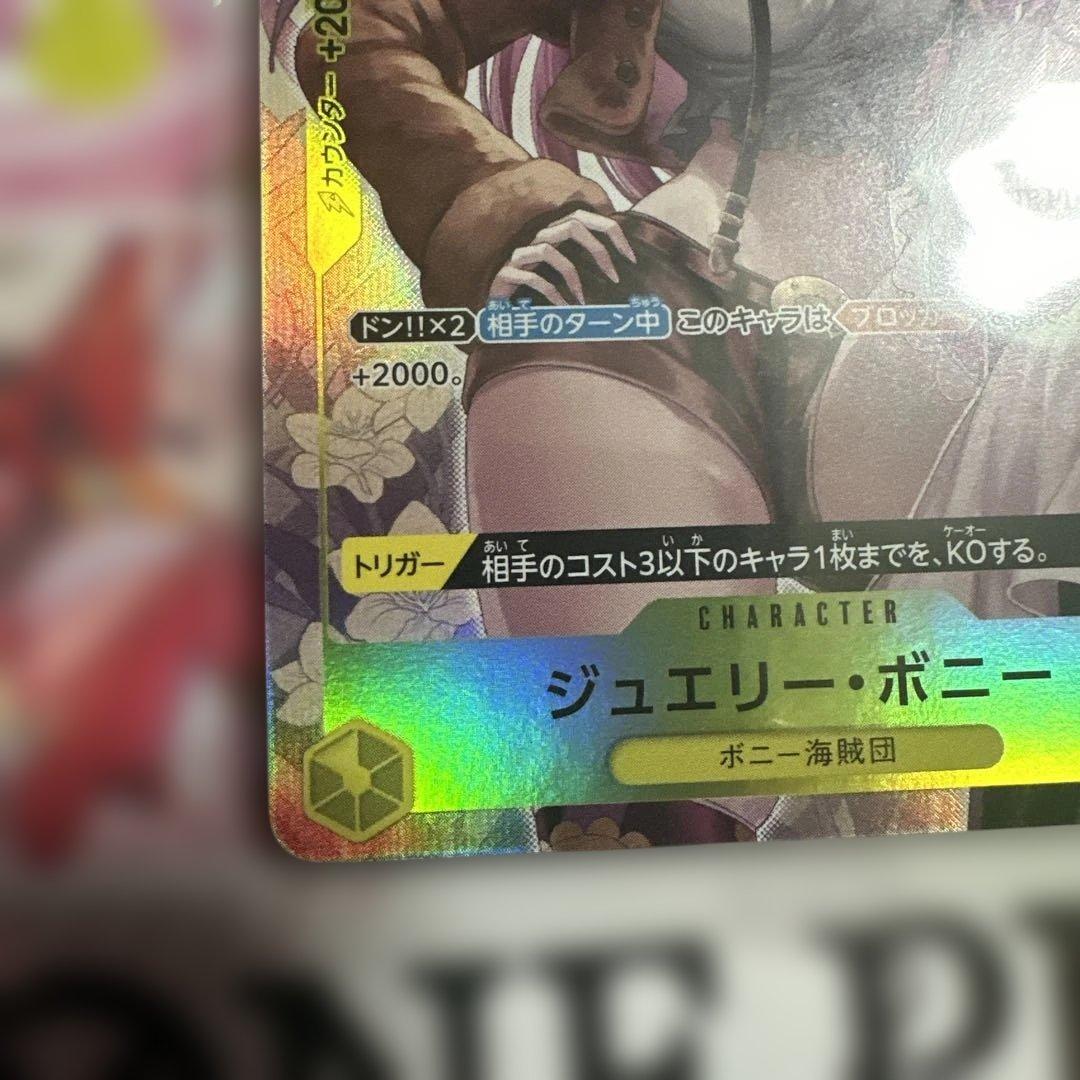 カウンター +20
ドン!!×2 相手のターン中 このキャラは ブロッカ
+2000。
トリガー 相手のコスト3以下のキャラ1枚までを、KOする。
CHARACTER
ジュエリー・ボニー
ボニー海賊団